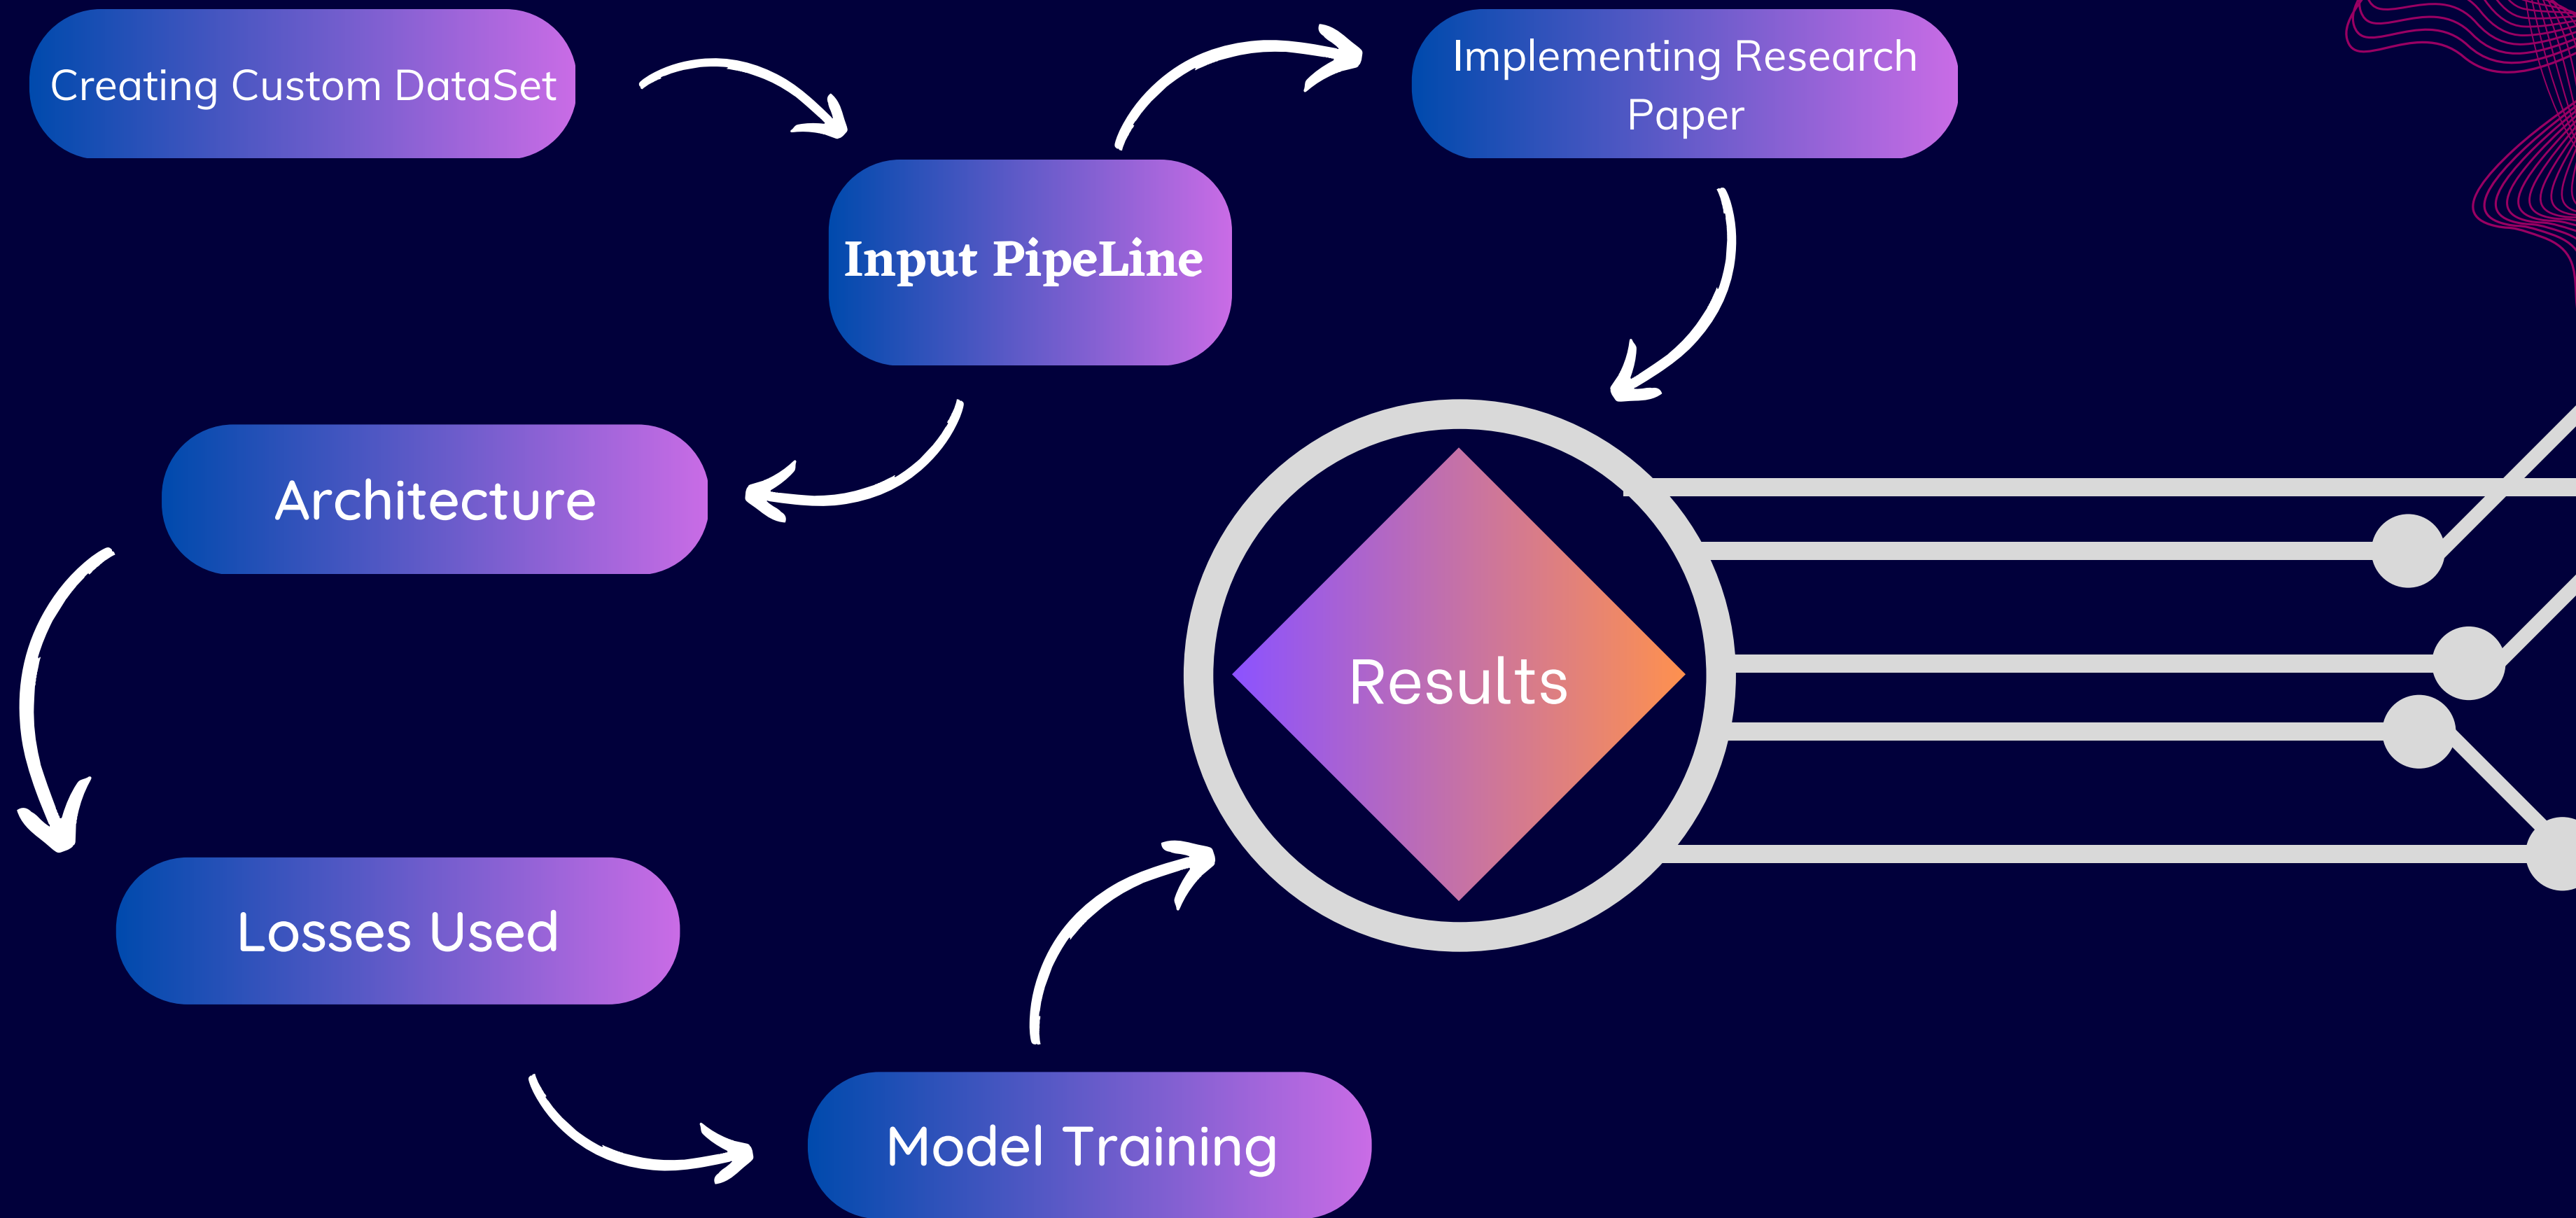 Creating Custom DataSet
Implementing Research
Paper
Input PipeLine
Architecture
Results
Losses Used
Model Training